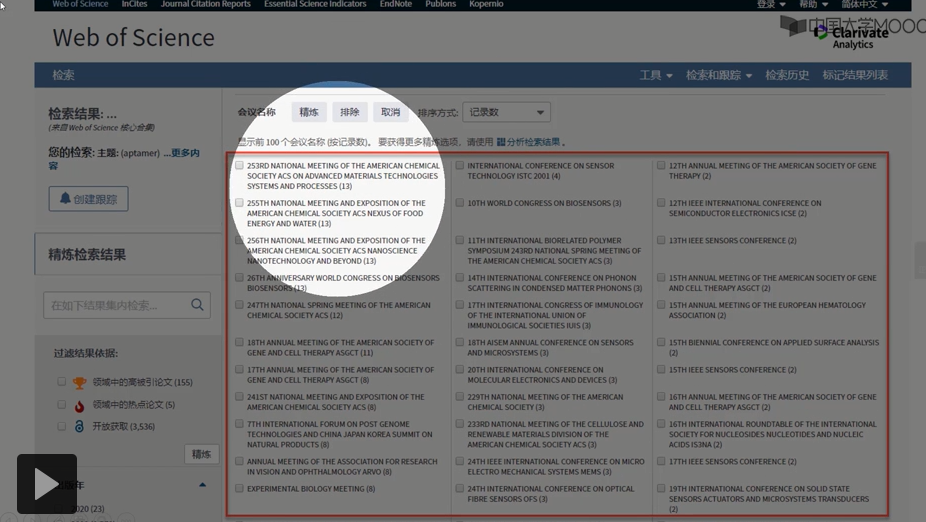 Web of Science InCites Journal Citation Reports Essential Science Indicators EndNote Publons Kopernio 登录 帮助 简体中文
中国大学MOOC
Web of Science
Clarivate
Analytics
检索 工具 检索和跟踪 检索历史 标记结果列表
检索结果: ...
(来自 Web of Science 核心合集)
您的检索: 主题: (aptamer) ...更多内
容
创建跟踪
精炼检索结果
在如下结果集内检索...
过滤结果依据:
领域中的高被引论文 (155)
领域中的热点论文 (5)
开放获取 (3,536)
精炼
版年
2020 (23)
会议名称 精炼 排除 取消 排序方式: 记录数
显示前 100 个会议名称 (按记录数)。 要获得更多精炼选项, 请使用 分析检索结果 。
253RD NATIONAL MEETING OF THE AMERICAN CHEMICAL
SOCIETY ACS ON ADVANCED MATERIALS TECHNOLOGIES
SYSTEMS AND PROCESSES (13)
255TH NATIONAL MEETING AND EXPOSITION OF THE
AMERICAN CHEMICAL SOCIETY ACS NEXUS OF FOOD
ENERGY AND WATER (13)
256TH NATIONAL MEETING AND EXPOSITION OF THE
AMERICAN CHEMICAL SOCIETY ACS NANOSCIENCE
NANOTECHNOLOGY AND BEYOND (13)
26TH ANNIVERSARY WORLD CONGRESS ON BIOSENSORS
BIOSENSORS (13)
247TH NATIONAL SPRING MEETING OF THE AMERICAN
CHEMICAL SOCIETY ACS (12)
18TH ANNUAL MEETING OF THE AMERICAN SOCIETY OF
GENE AND CELL THERAPY ASGCT (11)
17TH ANNUAL MEETING OF THE AMERICAN SOCIETY OF
GENE AND CELL THERAPY ASGCT (8)
241ST NATIONAL MEETING AND EXPOSITION OF THE
AMERICAN CHEMICAL SOCIETY ACS (8)
7TH INTERNATIONAL FORUM ON POST GENOME
TECHNOLOGIES AND CHINA JAPAN KOREA SUMMIT ON
NATURAL PRODUCTS (8)
ANNUAL MEETING OF THE ASSOCIATION FOR RESEARCH
IN VISION AND OPHTHALMOLOGY ARVO (8)
EXPERIMENTAL BIOLOGY MEETING (8)
INTERNATIONAL CONFERENCE ON SENSOR
TECHNOLOGY ISTC 2001 (4)
10TH WORLD CONGRESS ON BIOSENSORS (3)
11TH INTERNATIONAL BIORELATED POLYMER
SYMPOSIUM 243RD NATIONAL SPRING MEETING OF
THE AMERICAN CHEMICAL SOCIETY ACS (3)
14TH INTERNATIONAL CONFERENCE ON PHONON
SCATTERING IN CONDENSED MATTER PHONONS (3)
17TH INTERNATIONAL CONGRESS OF IMMUNOLOGY
OF THE INTERNATIONAL UNION OF
IMMUNOLOGICAL SOCIETIES IUIS (3)
18TH AISEM ANNUAL CONFERENCE ON SENSORS
AND MICROSYSTEMS (3)
20TH INTERNATIONAL CONFERENCE ON
MOLECULAR ELECTRONICS AND DEVICES (3)
229TH NATIONAL MEETING OF THE AMERICAN
CHEMICAL SOCIETY (3)
233RD NATIONAL MEETING OF THE CELLULOSE AND
RENEWABLE MATERIALS DIVISION OF THE
AMERICAN CHEMICAL SOCIETY ACS (3)
24TH IEEE INTERNATIONAL CONFERENCE ON MICRO
ELECTRO MECHANICAL SYSTEMS MEMS (3)
24TH INTERNATIONAL CONFERENCE ON OPTICAL
FIBRE SENSORS OFS (3)
12TH ANNUAL MEETING OF THE AMERICAN SOCIETY OF GENE
THERAPY (2)
12TH IEEE INTERNATIONAL CONFERENCE ON
SEMICONDUCTOR ELECTRONICS ICSE (2)
13TH IEEE SENSORS CONFERENCE (2)
15TH ANNUAL MEETING OF THE AMERICAN SOCIETY OF GENE
AND CELL THERAPY ASGCT (2)
15TH ANNUAL MEETING OF THE EUROPEAN HEMATOLOGY
ASSOCIATION (2)
15TH BIENNIAL CONFERENCE ON APPLIED SURFACE ANALYSIS
(2)
15TH IEEE SENSORS CONFERENCE (2)
16TH ANNUAL MEETING OF THE AMERICAN SOCIETY OF GENE
AND CELL THERAPY ASGCT (2)
16TH INTERNATIONAL ROUNDTABLE OF THE INTERNATIONAL
SOCIETY FOR NUCLEOSIDES NUCLEOTIDES AND NUCLEIC
ACIDS IS3NA (2)
17TH IEEE SENSORS CONFERENCE (2)
19TH INTERNATIONAL CONFERENCE ON SOLID STATE
SENSORS ACTUATORS AND MICROSYSTEMS TRANSDUCERS
(2)